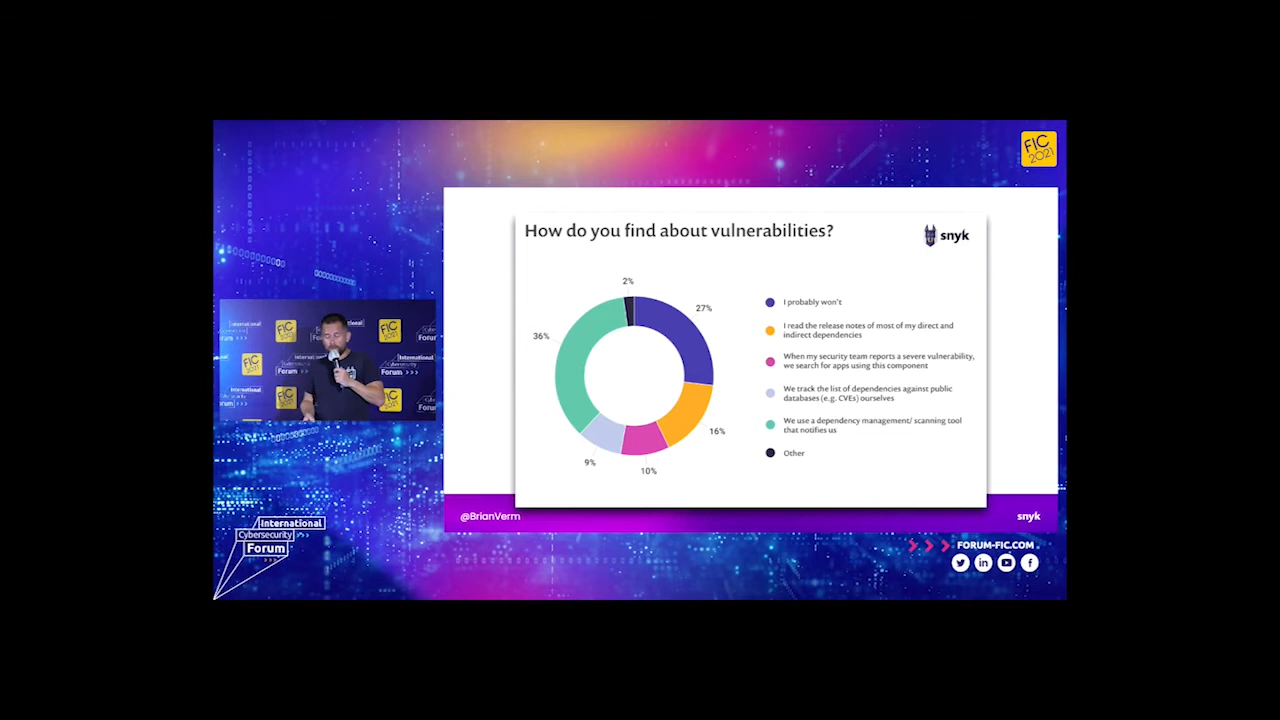 FIC
2021
How do you find about vulnerabilities?
snyk
2%
27%
36%
16%
9%
10%
I probably won't
I read the release notes of most of my direct and
indirect dependencies
When my security team reports a severe vulnerability,
we search for apps using this component
We track the list of dependencies against public
databases (e.g. CVEs) ourselves
We use a dependency management/ scanning tool
that notifies us
Other
@BrianVerm
snyk
International
Cybersecurity
Forum
FORUM-FIC.COM